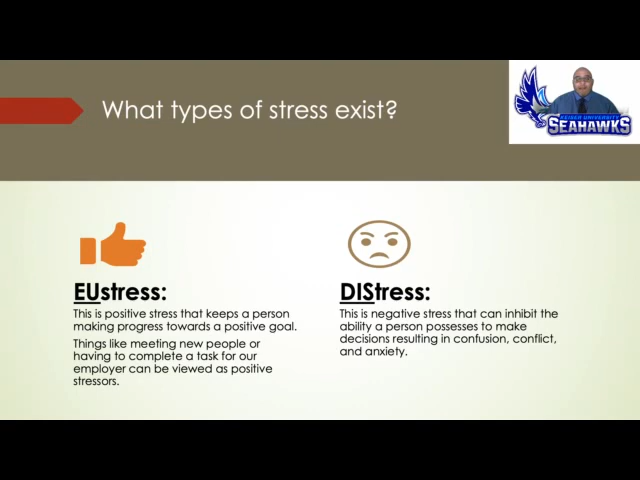 What types of stress exist?
KEISER UNIVERSITY
SEAHAWKS
EUstress:
This is positive stress that keeps a person
making progress towards a positive goal.
Things like meeting new people or
having to complete a task for our
employer can be viewed as positive
stressors.
DIStress:
This is negative stress that can inhibit the
ability a person possesses to make
decisions resulting in confusion, conflict,
and anxiety.